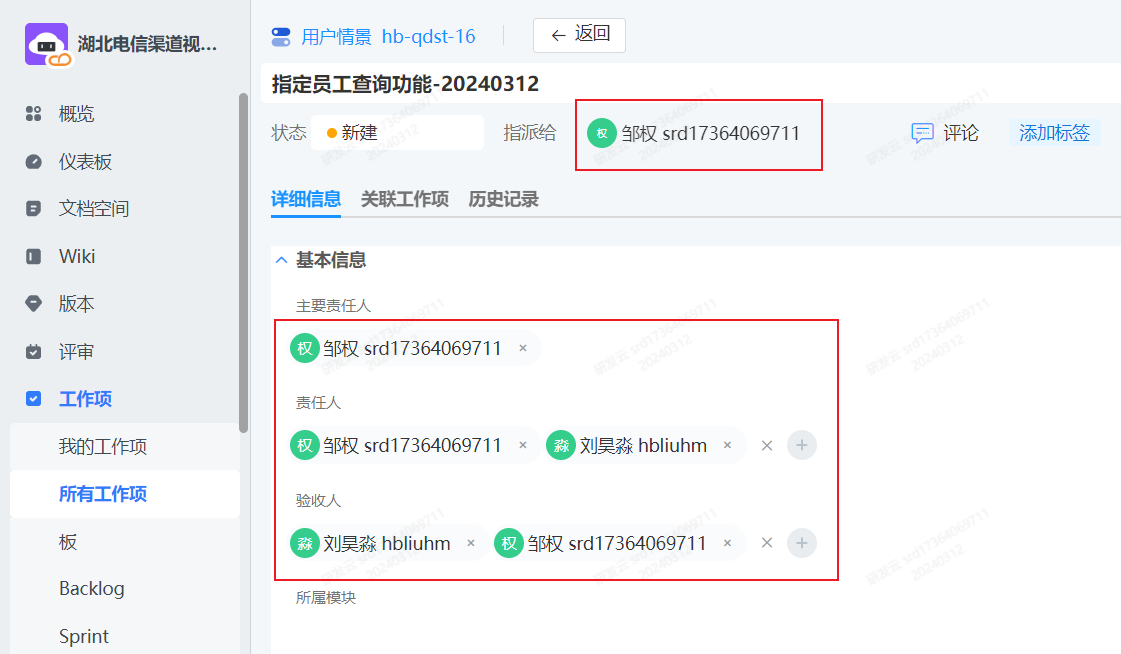 湖北电信渠道视...
概览
仪表板
文档空间
Wiki
版本
评审
工作项
我的工作项
所有工作项
板
Backlog
Sprint
用户情景 hb-qdst-16
← 返回
指定员工查询功能-20240312
状态 新建 指派给 权 邹权 srd17364069711 评论 添加标签
详细信息 关联工作项 历史记录
基本信息
主要责任人
权 邹权 srd17364069711 ×
责任人
权 邹权 srd17364069711 × 淼 刘昊淼 hbliuhm × × +
验收人
淼 刘昊淼 hbliuhm × 权 邹权 srd17364069711 × × +
所属模块
研发云 srd17364069711
20240312